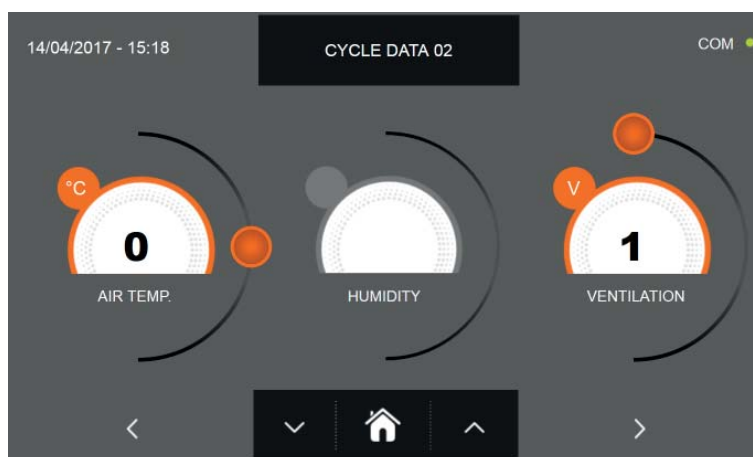 14/04/2017 - 15:18
CYCLE DATA 02
COM
°C
V
0
1
AIR TEMP.
HUMIDITY
VENTILATION